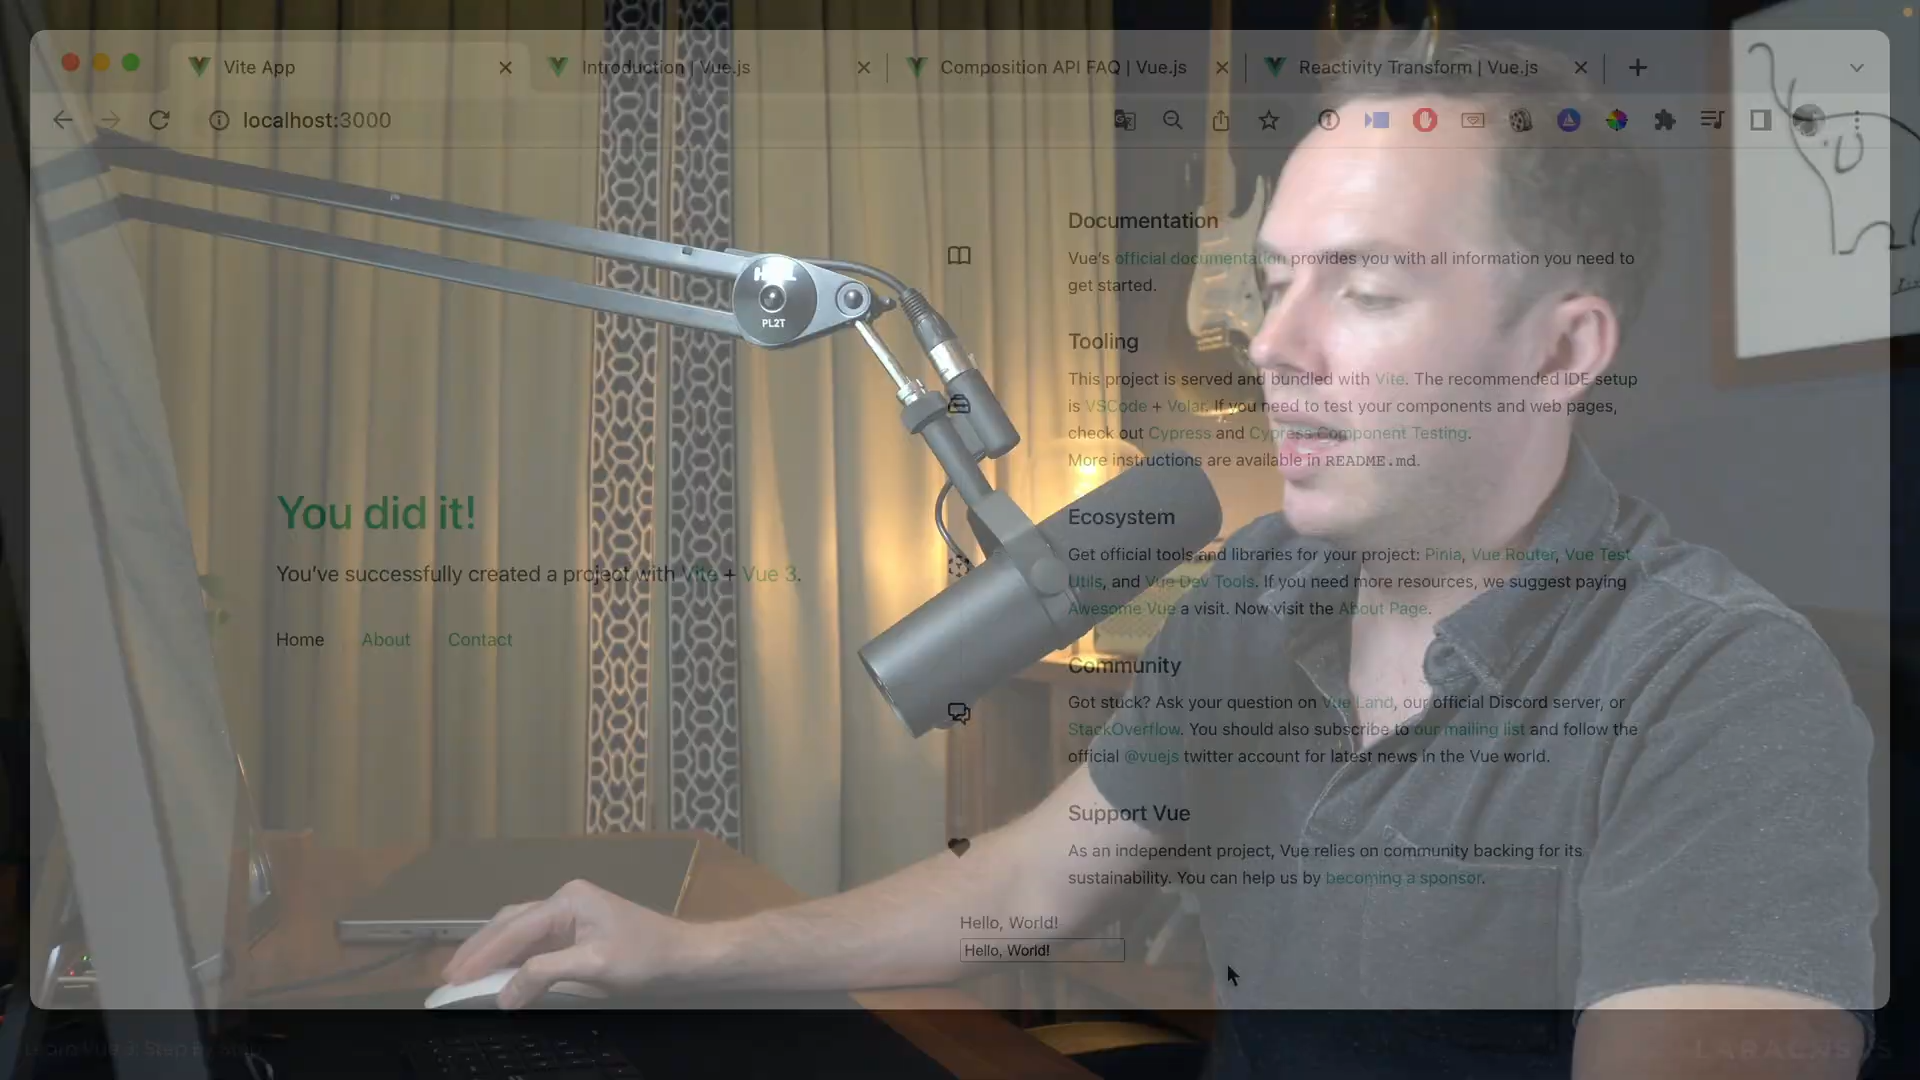 Vite App
Introduction | Vue.js
Composition API FAQ | Vue.js
Reactivity Transform | Vue.js
localhost:3000
PL2T
You did it!
You've successfully created a project with Vite + Vue 3.
Home About Contact
Documentation
Vue's official documentation provides you with all information you need to
get started.
Tooling
This project is served and bundled with Vite. The recommended IDE setup
is VSCode + Volar. If you need to test your components and web pages,
check out Cypress and Cypress Component Testing.
More instructions are available in README.md.
Ecosystem
Get official tools and libraries for your project: Pinia, Vue Router, Vue Test
Utils, and Vue Dev Tools. If you need more resources, we suggest paying
Awesome Vue a visit. Now visit the About Page.
Community
Got stuck? Ask your question on Vue Land, our official Discord server, or
StackOverflow. You should also subscribe to our mailing list and follow the
official @vuejs twitter account for latest news in the Vue world.
Support Vue
As an independent project, Vue relies on community backing for its
sustainability. You can help us by becoming a sponsor.
Hello, World!
Hello, World!
Learn Vue 3: Step By Step
LARACASTS